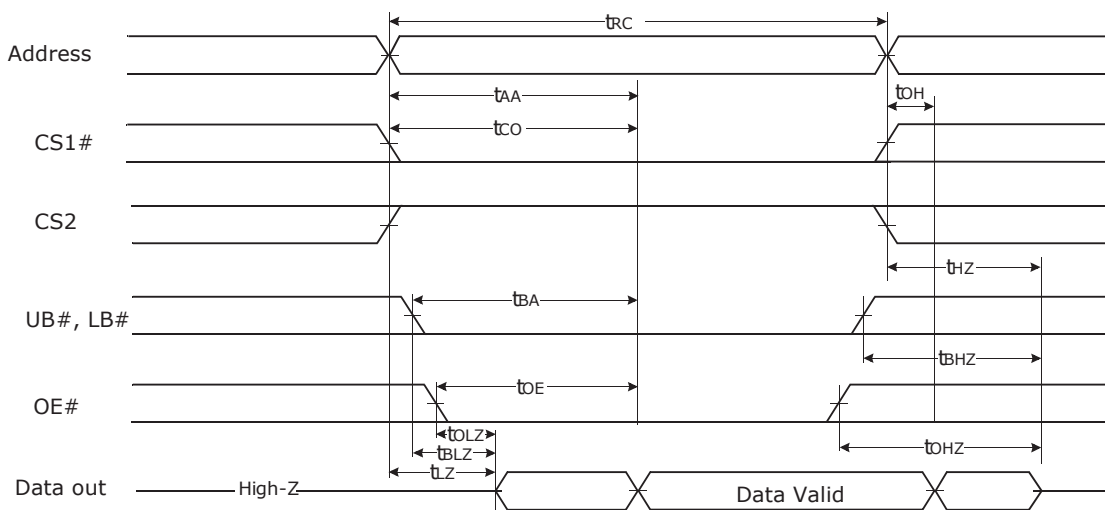 tRC
Address
tAA
tOH
tCO
CS1#
CS2
tHZ
tBA
UB#, LB#
tBHZ
tOE
OE#
tOLZ
tOHZ
tBLZ
tLZ
Data out
High-Z
Data Valid